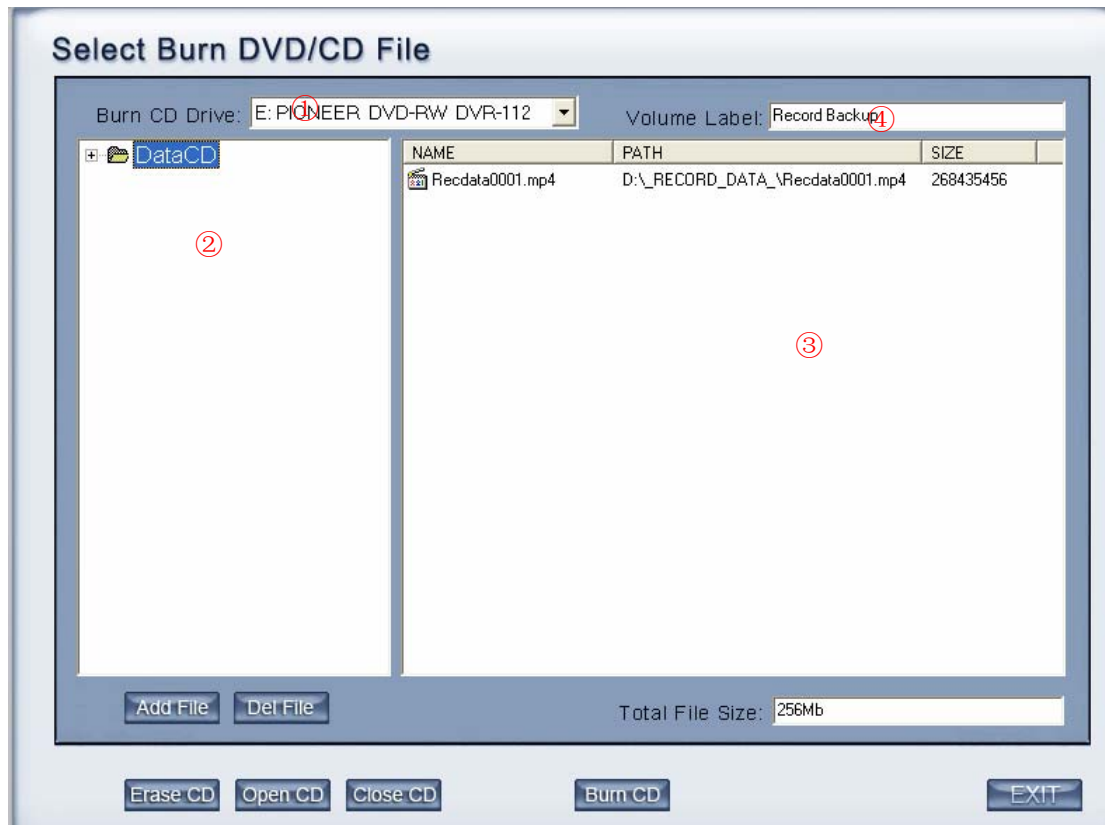 Select Burn DVD/CD File
Burn CD Drive: E: PIONEER DVD-RW DVR-112 ①
Volume Label: Record Backup ④
DataCD
NAME PATH SIZE
Recdata0001.mp4 D:\_RECORD_DATA_\Recdata0001.mp4 268435456
②
③
Add File Del File
Total File Size: 256Mb
Erase CD Open CD Close CD Burn CD EXIT